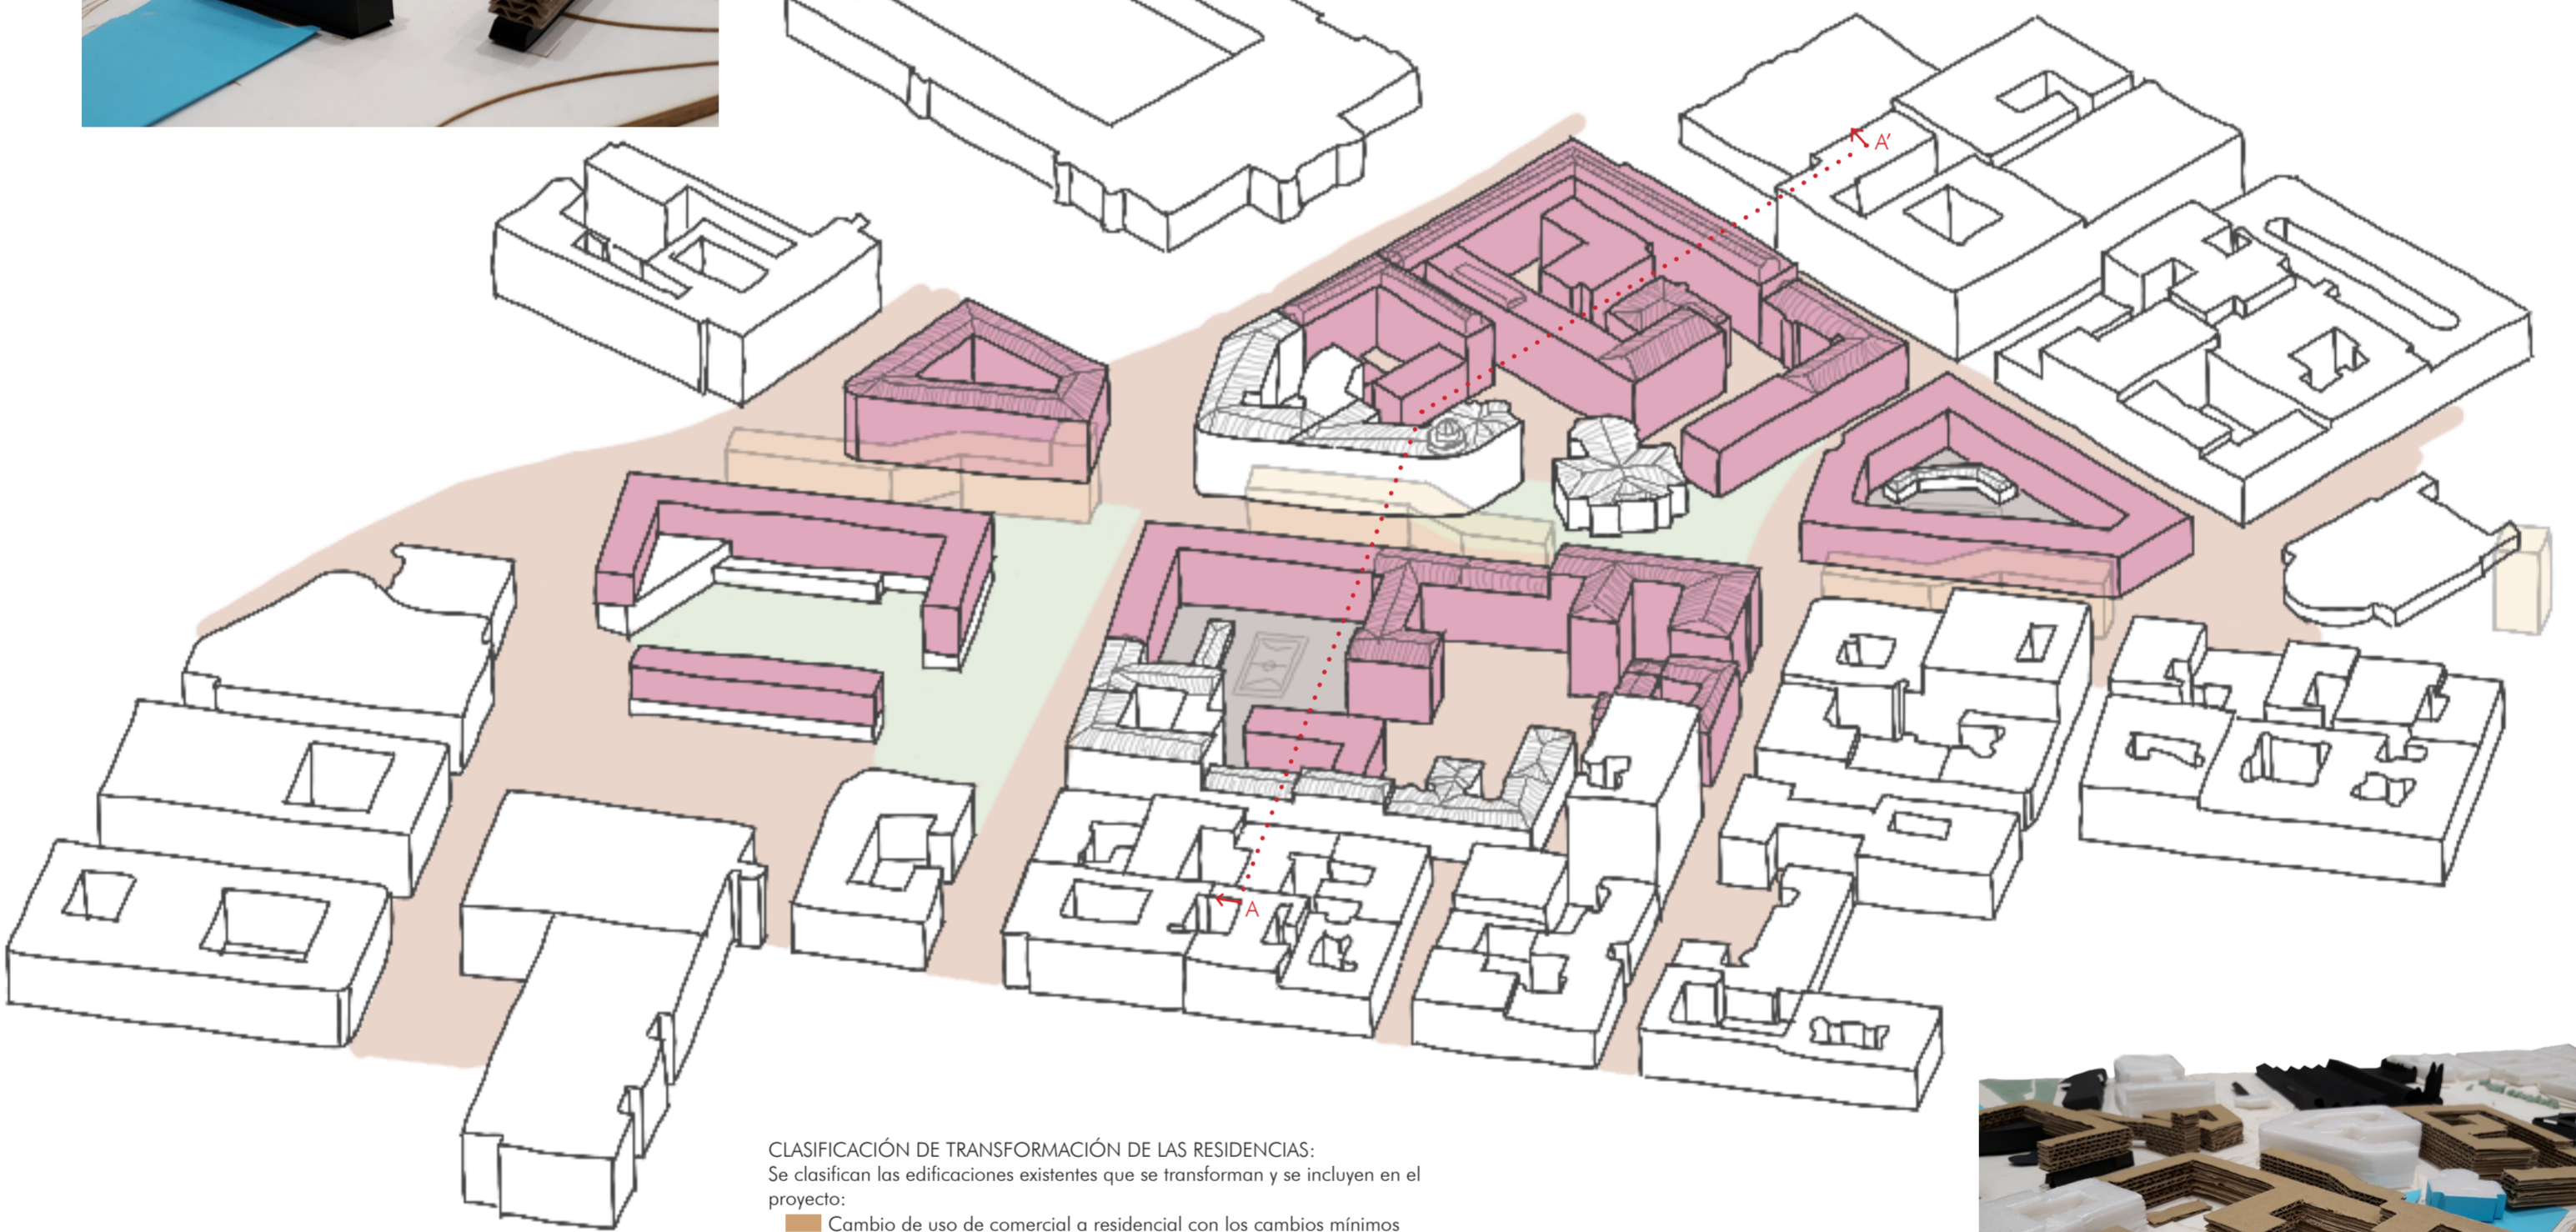 A'
A
CLASIFICACIÓN DE TRANSFORMACIÓN DE LAS RESIDENCIAS:
Se clasifican las edificaciones existentes que se transforman y se incluyen en el
proyecto:
Cambio de uso de comercial a residencial con los cambios mínimos